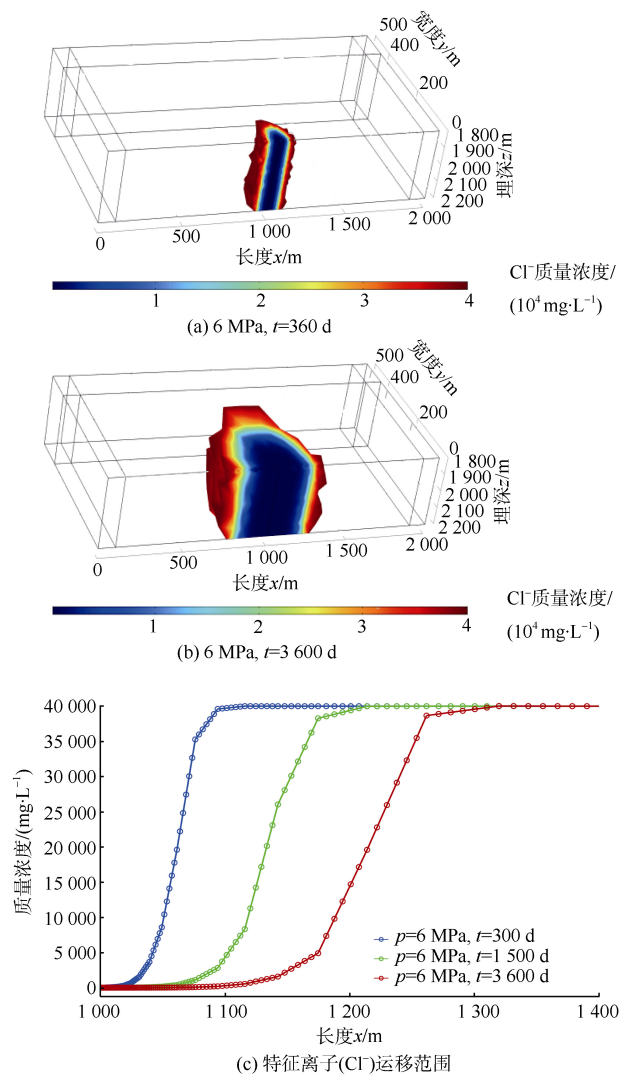 500
400
200
0
宽度y/m
1 800
1 900
2 000
2 100
2 200
埋深z/m
0
500
1 000
1 500
2 000
长度x/m
1
2
3
4
Cl⁻质量浓度/
(10⁴ mg·L⁻¹)
(a) 6 MPa, t=360 d
500
400
200
0
宽度y/m
1 800
1 900
2 000
2 100
2 200
埋深z/m
0
500
1 000
1 500
2 000
长度x/m
1
2
3
4
Cl⁻质量浓度/
(10⁴ mg·L⁻¹)
(b) 6 MPa, t=3 600 d
40 000
35 000
30 000
25 000
20 000
15 000
10 000
5 000
0
质量浓度/(mg·L⁻¹)
p=6 MPa, t=300 d
p=6 MPa, t=1 500 d
p=6 MPa, t=3 600 d
1 000
1 100
1 200
1 300
1 400
长度x/m
(c) 特征离子(Cl⁻)运移范围